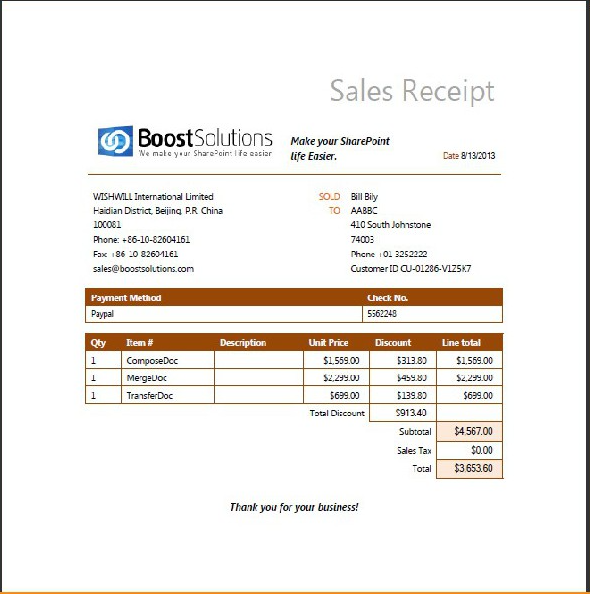 Sales Receipt
BoostSolutions
We make your SharePoint life easier
Make your SharePoint
life Easier.
Date 8/13/2013
WISHWILL International Limited
Haidian District, Beijing, P.R. China
100081
Phone: +86-10-82604161
Fax: +86-10-82604161
sales@boostsolutions.com
SOLD TO
Bill Bily
AABBC
410 South Johnstone
74003
Phone: +01-3252222
Customer ID CU-01286-V1Z5K7
Payment Method Check No.
Paypal 5562248
Qty Item # Description Unit Price Discount Line total
1 ComposeDoc $1,569.00 $313.80 $1,569.00
1 MergeDoc $2,299.00 $459.80 $2,299.00
1 TransferDoc $699.00 $139.80 $699.00
Total Discount $913.40
Subtotal $4,567.00
Sales Tax $0.00
Total $3,653.60
Thank you for your business!